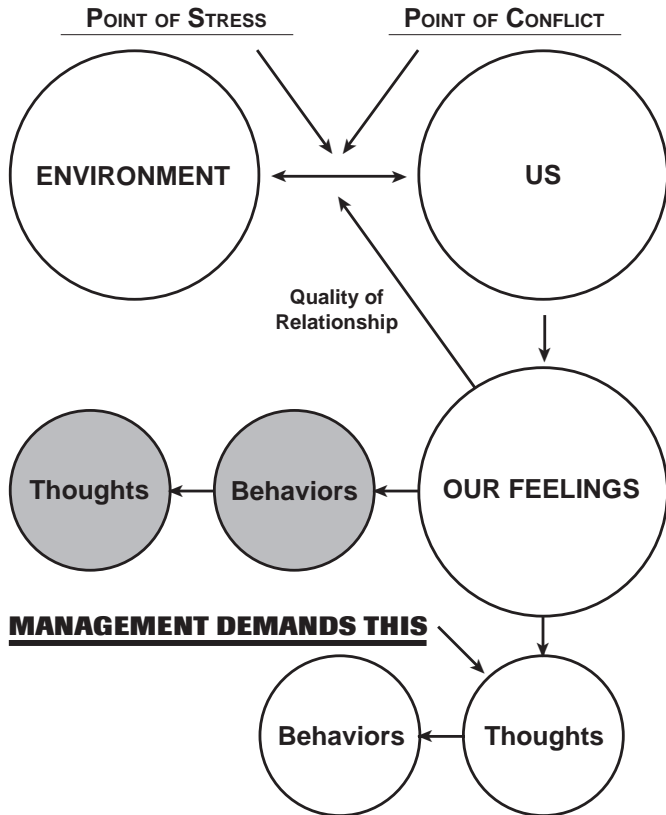 POINT OF STRESS
POINT OF CONFLICT
ENVIRONMENT
US
Quality of
Relationship
Thoughts
Behaviors
OUR FEELINGS
MANAGEMENT DEMANDS THIS
Behaviors
Thoughts